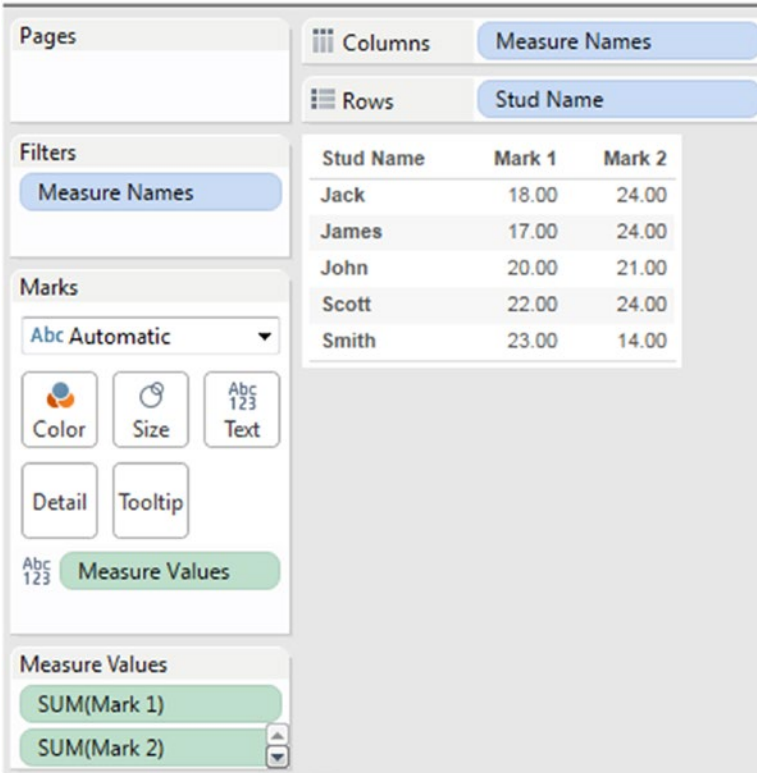 Pages
Columns Measure Names
Rows Stud Name
Filters
Measure Names
Stud Name Mark 1 Mark 2
Jack 18.00 24.00
James 17.00 24.00
John 20.00 21.00
Scott 22.00 24.00
Smith 23.00 14.00
Marks
Abc Automatic
Color Size Abc 123 Text
Detail Tooltip
Abc 123 Measure Values
Measure Values
SUM(Mark 1)
SUM(Mark 2)